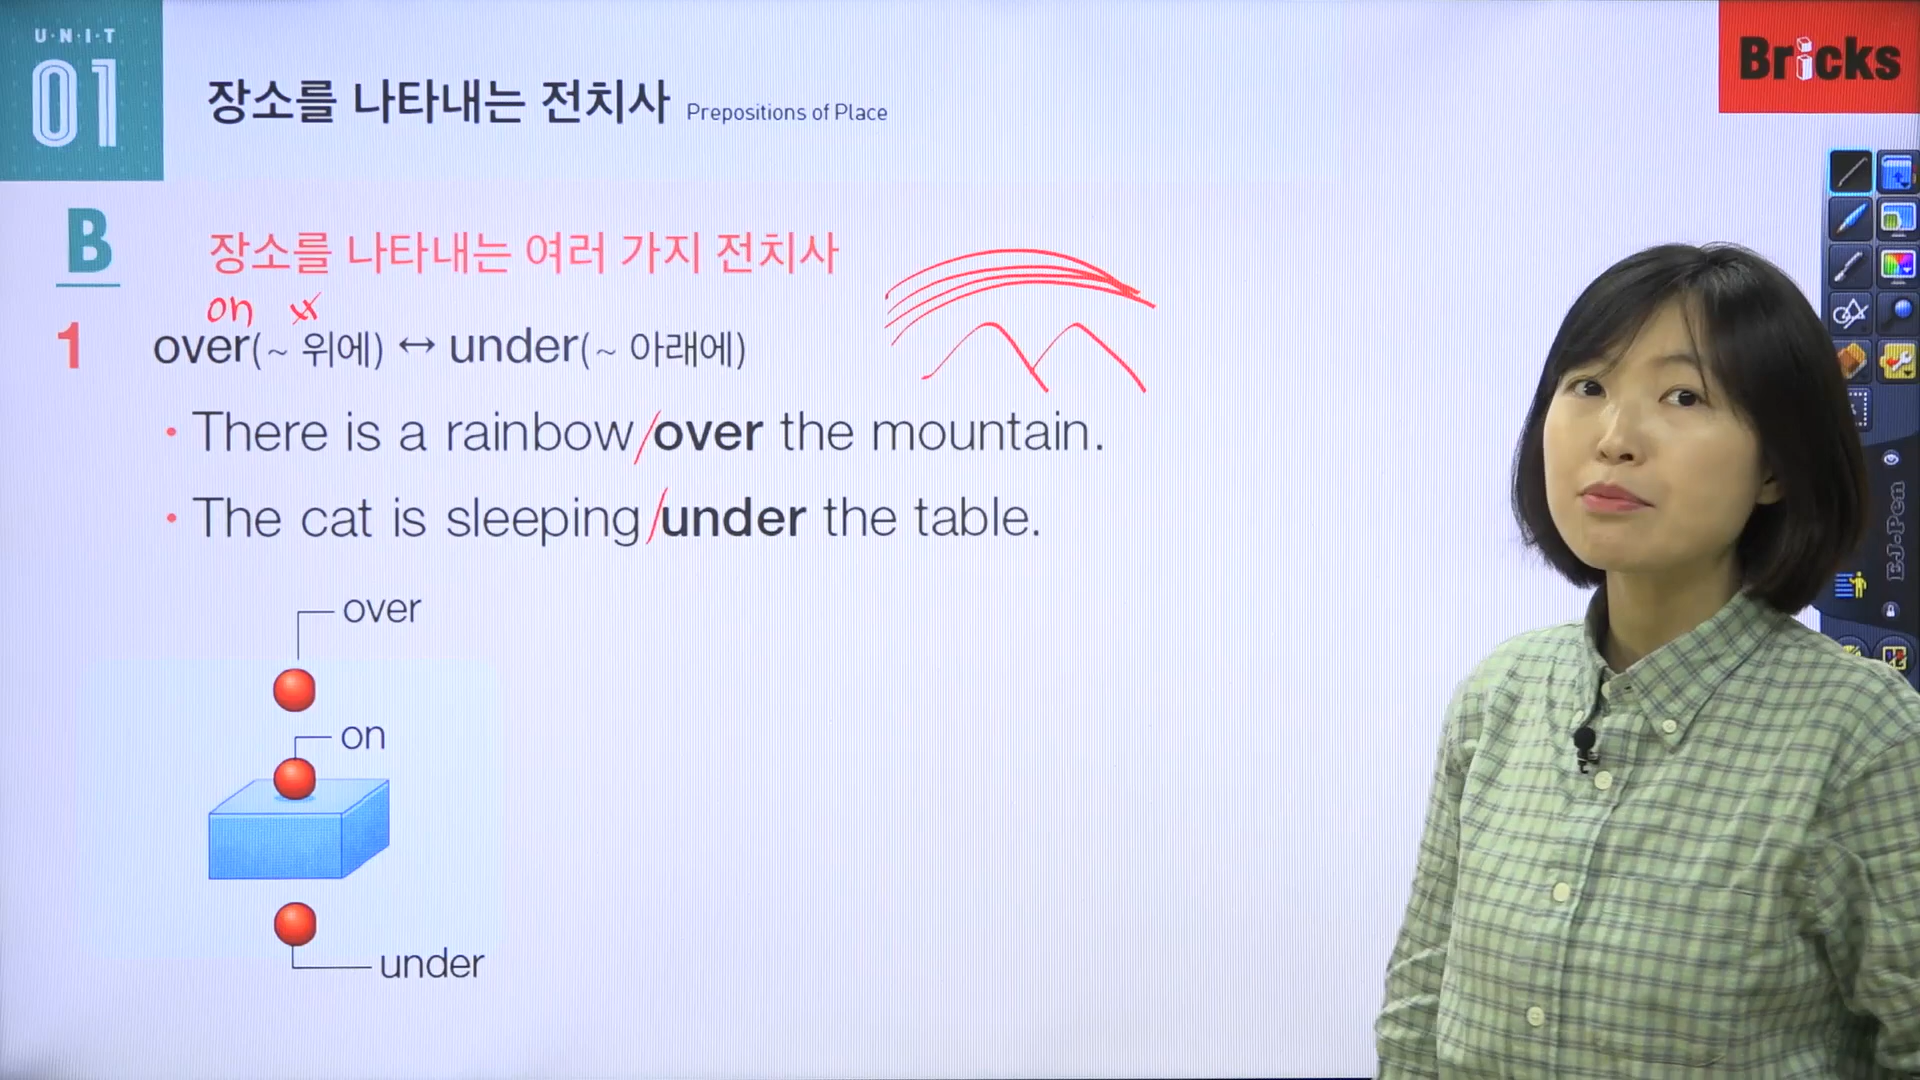 U·N·I·T
01
장소를 나타내는 전치사 Prepositions of Place
Bricks
B
장소를 나타내는 여러 가지 전치사
on
1 over(~ 위에) ↔ under(~ 아래에)
• There is a rainbow/over the mountain.
• The cat is sleeping/under the table.
over
on
under
EJ-Pen